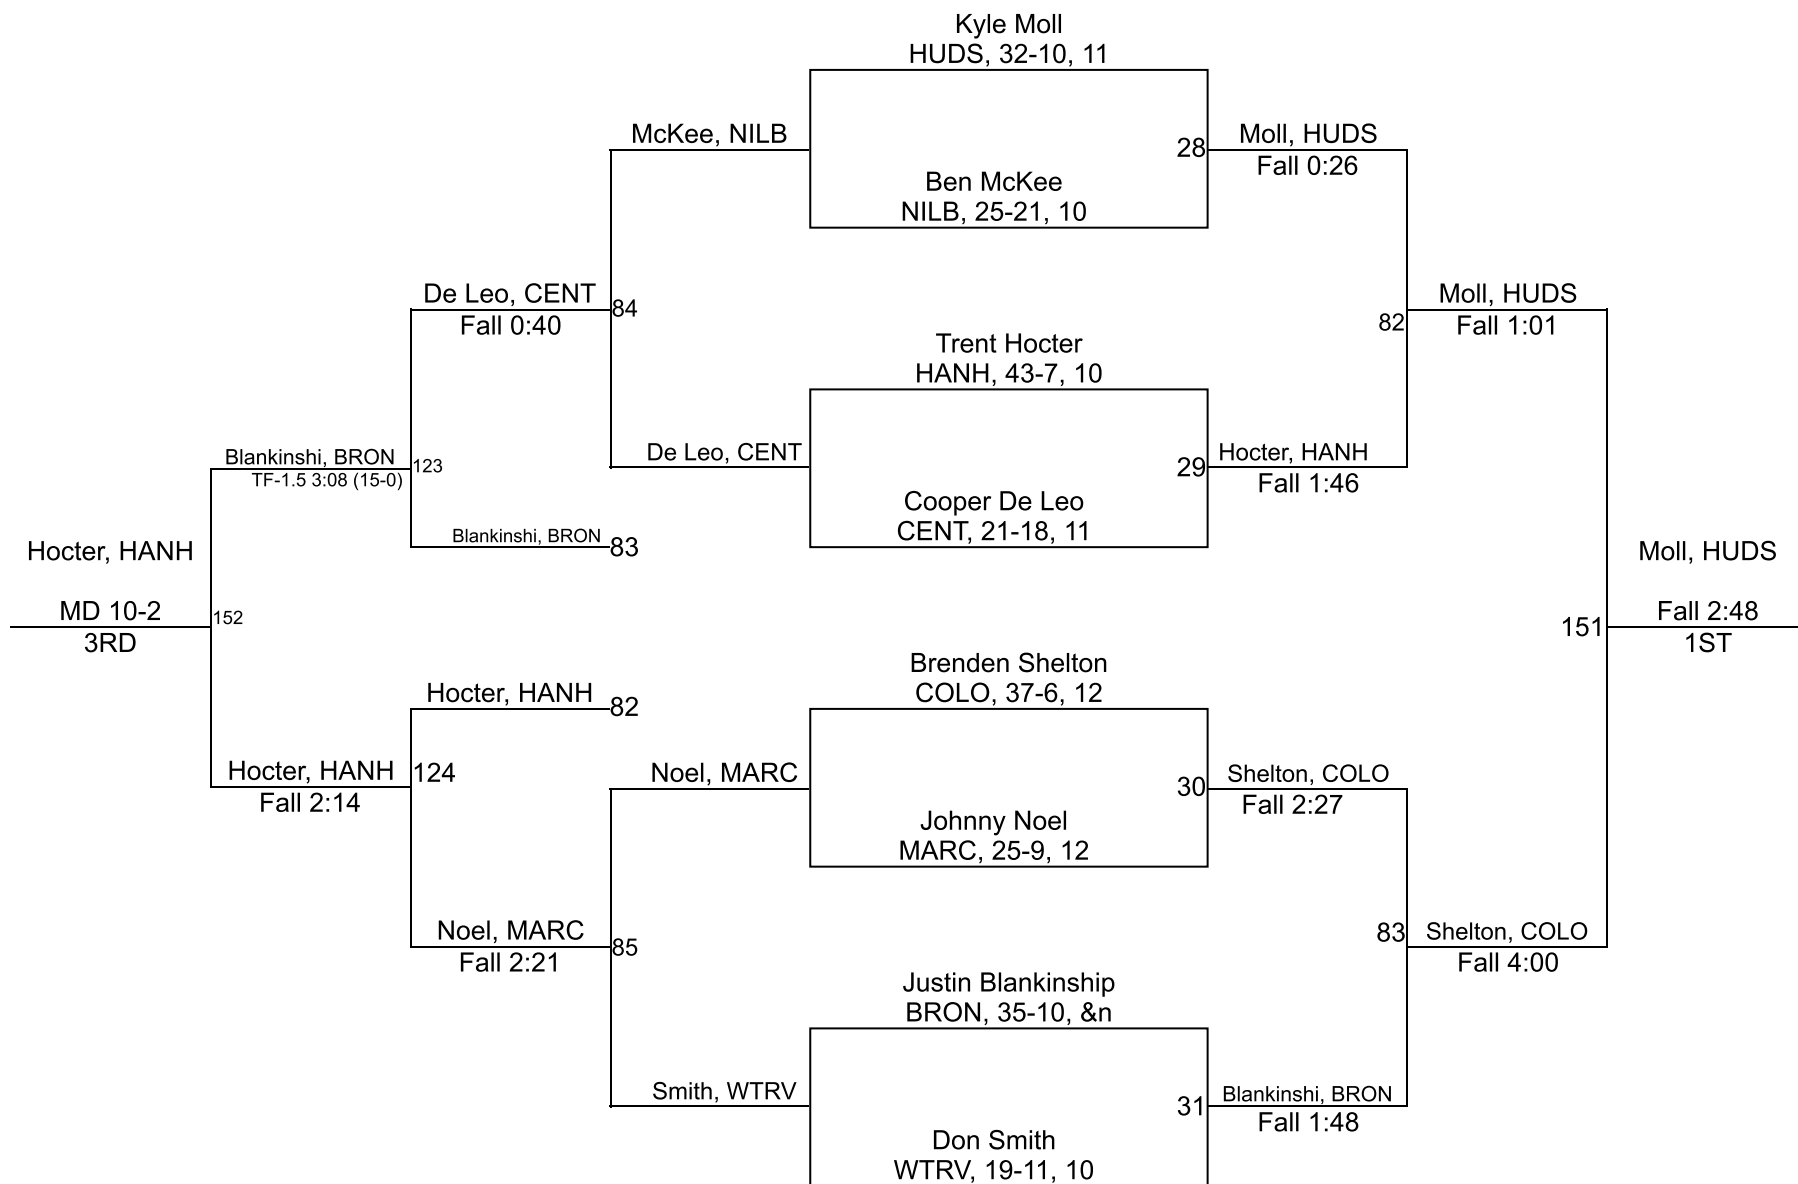 Kyle Moll
HUDS, 32-10, 11
McKee, NILB
28
Moll, HUDS
Fall 0:26
Ben McKee
NILB, 25-21, 10
De Leo, CENT
Fall 0:40
84
Moll, HUDS
Fall 1:01
82
Trent Hocter
HANH, 43-7, 10
Blankinshi, BRON
TF-1.5 3:08 (15-0)
123
De Leo, CENT
29
Hocter, HANH
Fall 1:46
Cooper De Leo
CENT, 21-18, 11
Blankinshi, BRON
83
Hocter, HANH
MD 10-2
3RD
152
151
Moll, HUDS
Fall 2:48
1ST
Brenden Shelton
COLO, 37-6, 12
Hocter, HANH
82
Hocter, HANH
Fall 2:14
124
Noel, MARC
30
Shelton, COLO
Fall 2:27
Johnny Noel
MARC, 25-9, 12
Noel, MARC
Fall 2:21
85
83
Shelton, COLO
Fall 4:00
Justin Blankinship
BRON, 35-10, &n
Smith, WTRV
31
Blankinshi, BRON
Fall 1:48
Don Smith
WTRV, 19-11, 10